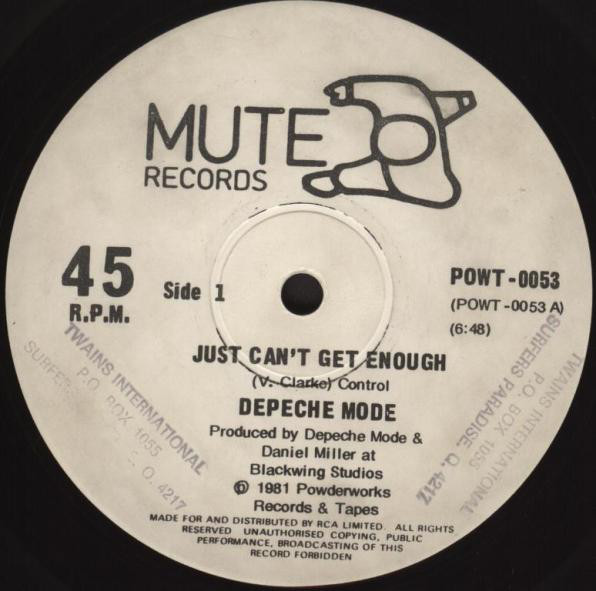 MUTE
RECORDS
45
R.P.M.
Side 1
POWT-0053
(POWT-0053 A)
(6:48)
JUST CAN'T GET ENOUGH
(V. Clarke) Control
DEPECHE MODE
Produced by Depeche Mode &
Daniel Miller at
Blackwing Studios
℗ 1981 Powderworks
Records & Tapes
MADE FOR AND DISTRIBUTED BY RCA LIMITED. ALL RIGHTS
RESERVED UNAUTHORISED COPYING, PUBLIC
PERFORMANCE, BROADCASTING OF THIS
RECORD FORBIDDEN
TWAINS INTERNATIONAL
P.O. BOX 1055
4217
TWAINS INTERNATIONAL
P.O. BOX 1055
SURFERS PARADISE, Q. 4217